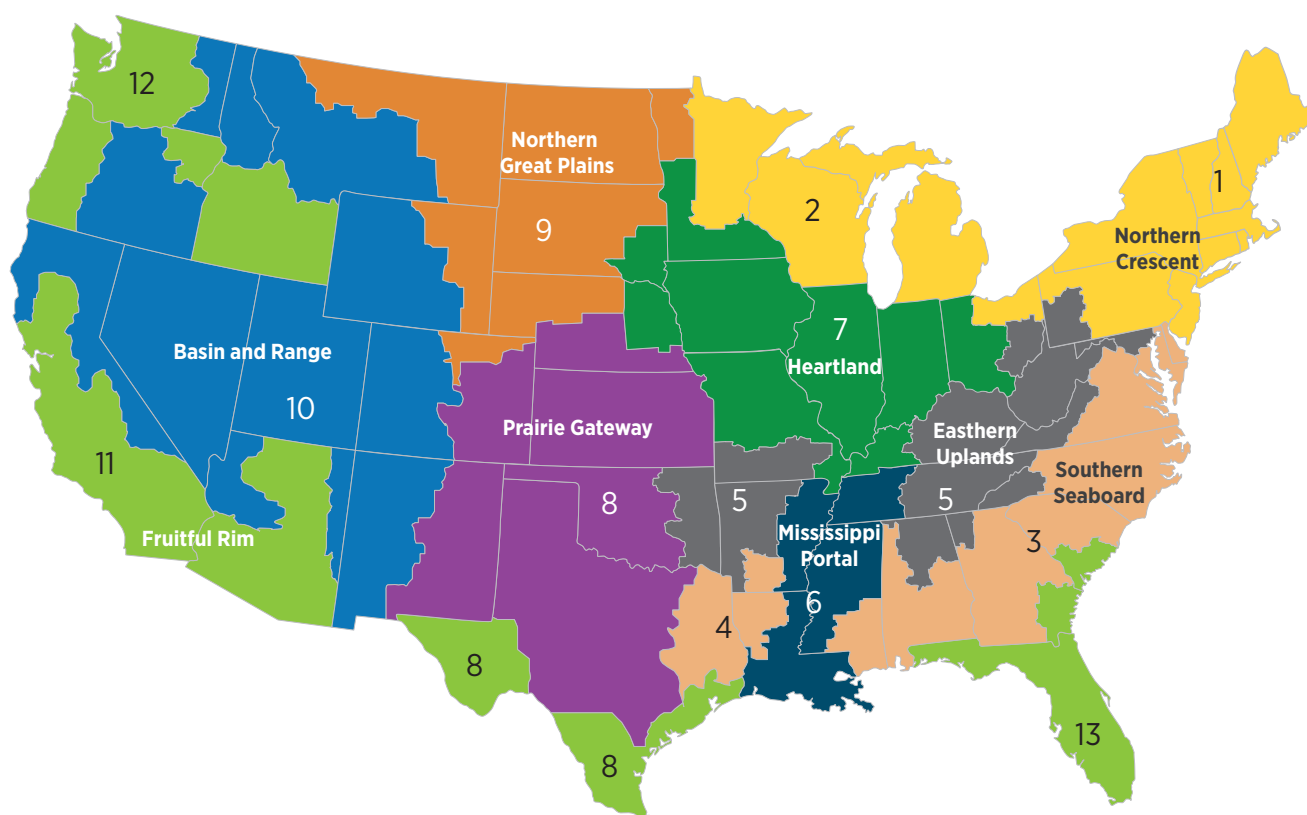 12
Northern
Great Plains
2
1
9
Northern
Crescent
7
Basin and Range
Heartland
10
Prairie Gateway
Eastern
Uplands
11
Southern
Seaboard
8
5
5
Fruitful Rim
Mississippi
Portal
3
6
4
8
13
8